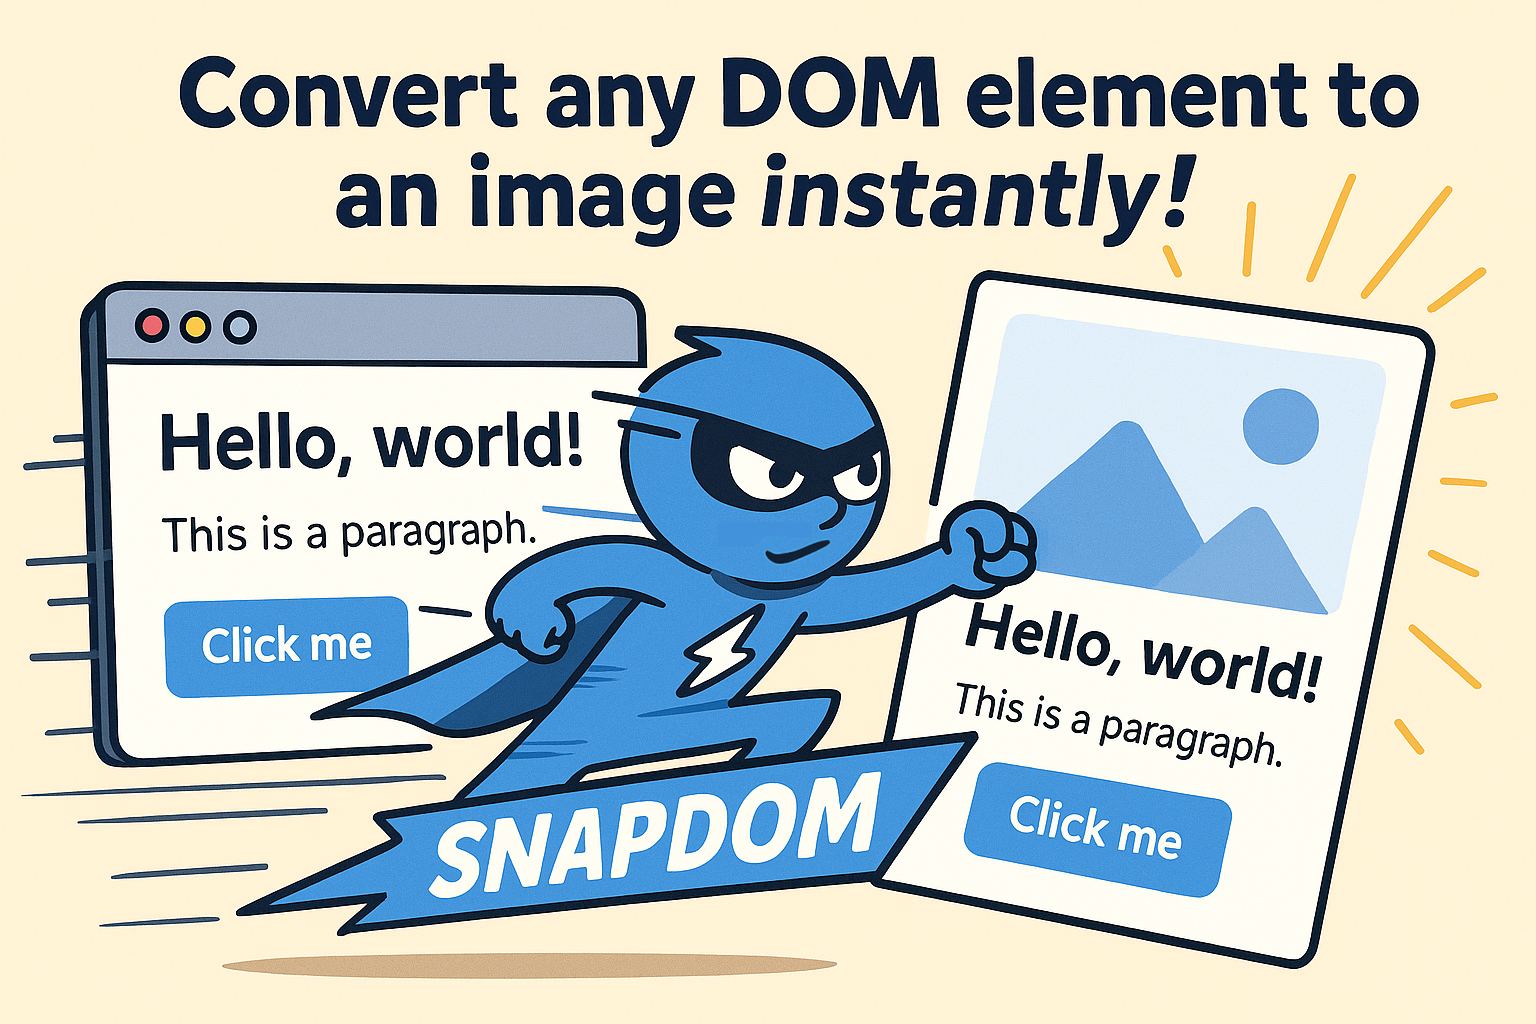 Convert any DOM element to
an image instantly!
Hello, world!
This is a paragraph.
Click me
SNAPDOM
Hello, world!
This is a paragraph.
Click me